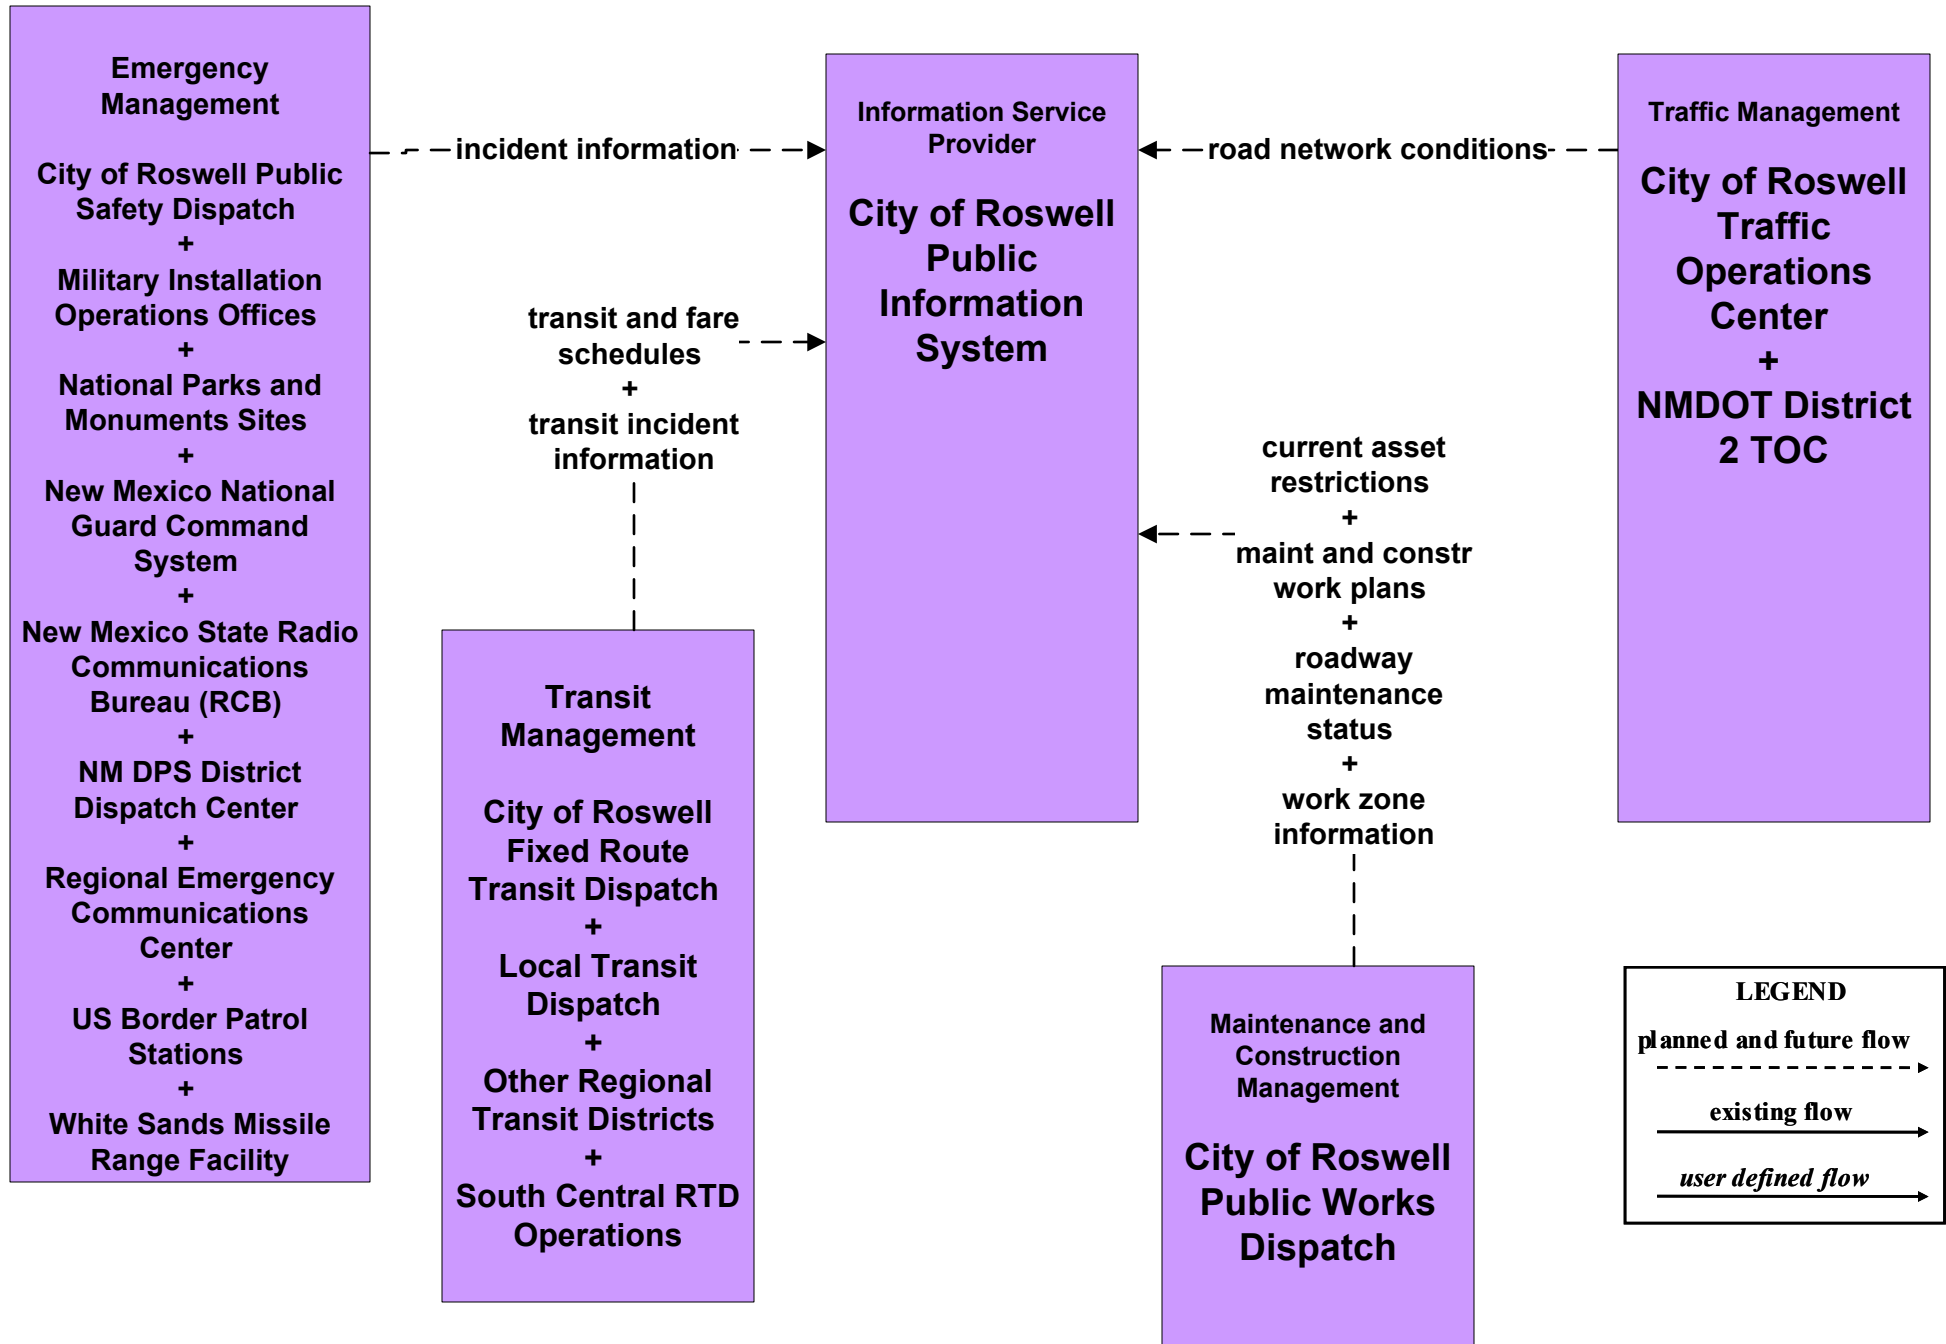 Emergency
Management
City of Roswell Public
Safety Dispatch
+
Military Installation
Operations Offices
+
National Parks and
Monuments Sites
+
New Mexico National
Guard Command
System
+
New Mexico State Radio
Communications
Bureau (RCB)
+
NM DPS District
Dispatch Center
+
Regional Emergency
Communications
Center
+
US Border Patrol
Stations
+
White Sands Missile
Range Facility
incident information
transit and fare
schedules
+
transit incident
information
Transit
Management
City of Roswell
Fixed Route
Transit Dispatch
+
Local Transit
Dispatch
+
Other Regional
Transit Districts
+
South Central RTD
Operations
Information Service
Provider
City of Roswell
Public
Information
System
road network conditions
current asset
restrictions
+
maint and constr
work plans
+
roadway
maintenance
status
+
work zone
information
Maintenance and
Construction
Management
City of Roswell
Public Works
Dispatch
Traffic Management
City of Roswell
Traffic
Operations
Center
+
NMDOT District
2 TOC
LEGEND
planned and future flow
existing flow
user defined flow